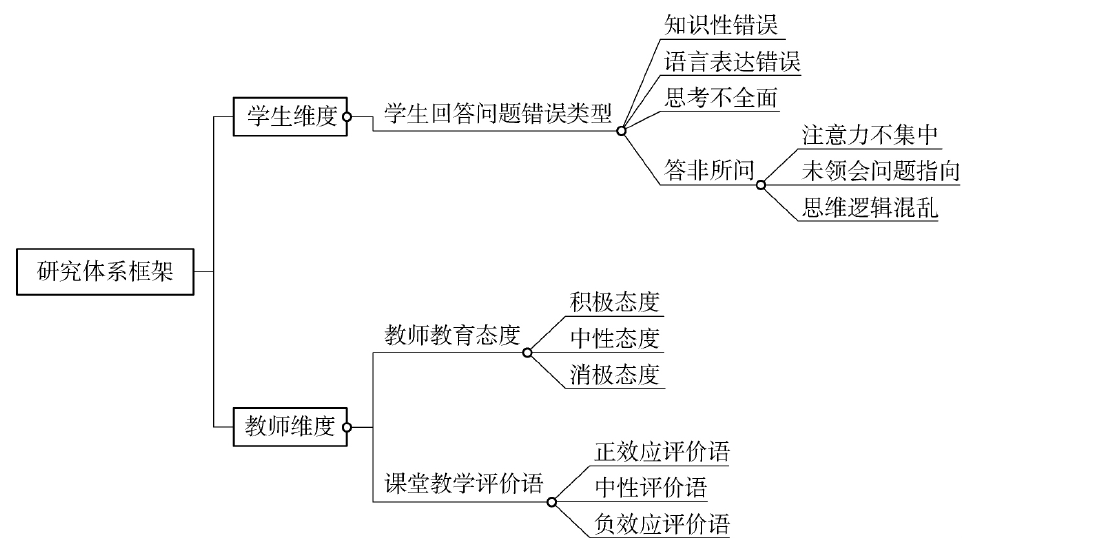 研究体系框架
学生维度
学生回答问题错误类型
知识性错误
语言表达错误
思考不全面
答非所问
注意力不集中
未领会问题指向
思维逻辑混乱
教师维度
教师教育态度
积极态度
中性态度
消极态度
课堂教学评价语
正效应评价语
中性评价语
负效应评价语